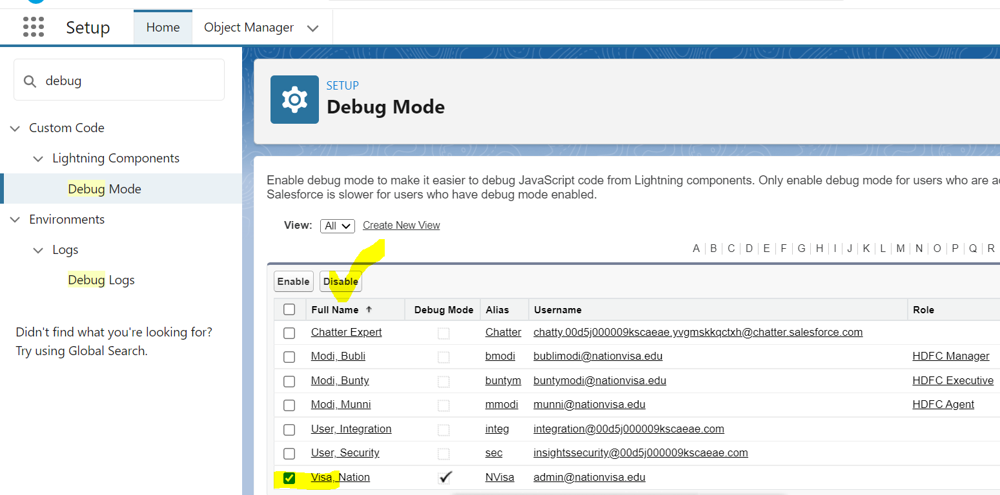 Setup
Home
Object Manager
debug
Custom Code
Lightning Components
Debug Mode
Environments
Logs
Debug Logs
Didn't find what you're looking for?
Try using Global Search.
SETUP
Debug Mode
Enable debug mode to make it easier to debug JavaScript code from Lightning components. Only enable debug mode for users who are
Salesforce is slower for users who have debug mode enabled.
View: All Create New View
A B C D E F G H I J K L M N O P Q R
Enable Disable
Full Name Debug Mode Alias Username Role
Chatter Expert Chatter chatty.00d5j000009kscaeae.yvgmskkqctxh@chatter.salesforce.com
Modi, Bubli bmodi bublimodi@nationvisa.edu HDFC Manager
Modi, Bunty buntym buntymodi@nationvisa.edu HDFC Executive
Modi, Munni mmodi munni@nationvisa.edu HDFC Agent
User, Integration integ integration@00d5j000009kscaeae.com
User, Security sec insightssecurity@00d5j000009kscaeae.com
Visa, Nation NVisa admin@nationvisa.edu